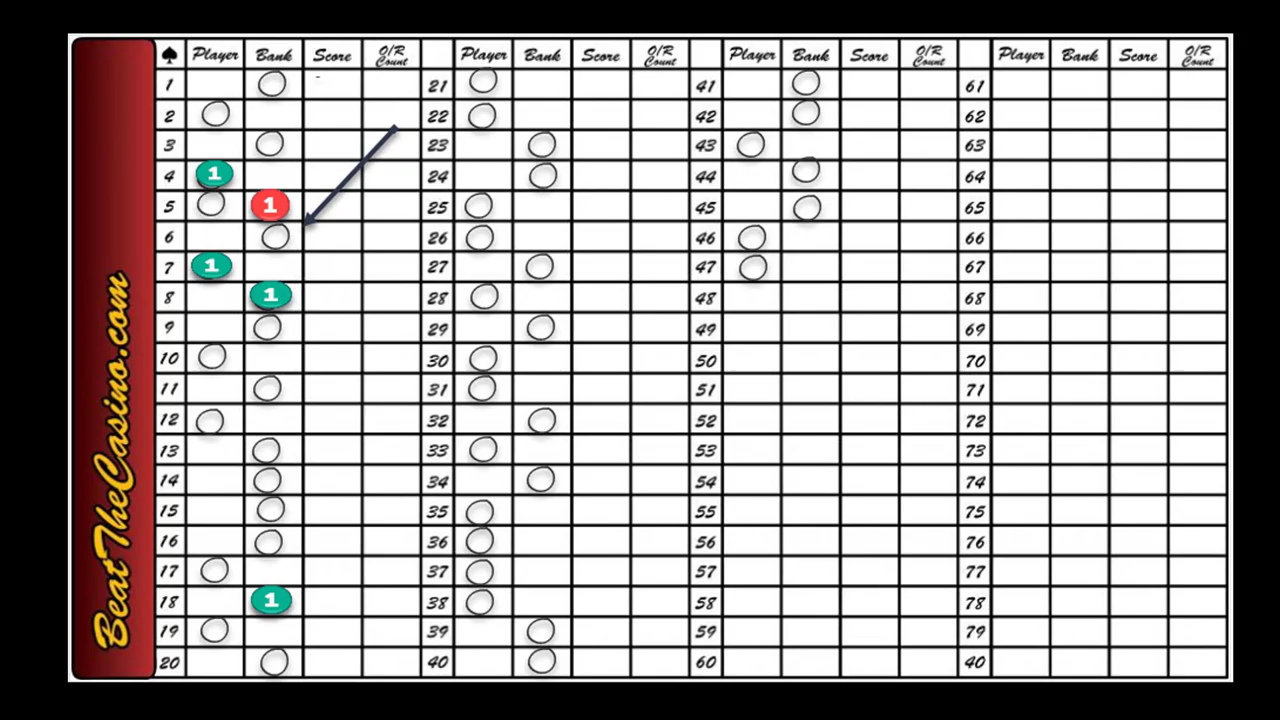 BeatTheCasino.com
♠ Player Bank Score O/R Count Player Bank Score O/R Count Player Bank Score O/R Count Player Bank Score O/R Count
1 21 41 61
2 22 42 62
3 23 43 63
4 1 24 44 64
5 1 25 45 65
6 26 46 66
7 1 27 47 67
8 1 28 48 68
9 29 49 69
10 30 50 70
11 31 51 71
12 32 52 72
13 33 53 73
14 34 54 74
15 35 55 75
16 36 56 76
17 37 57 77
18 1 38 58 78
19 39 59 79
20 40 60 40